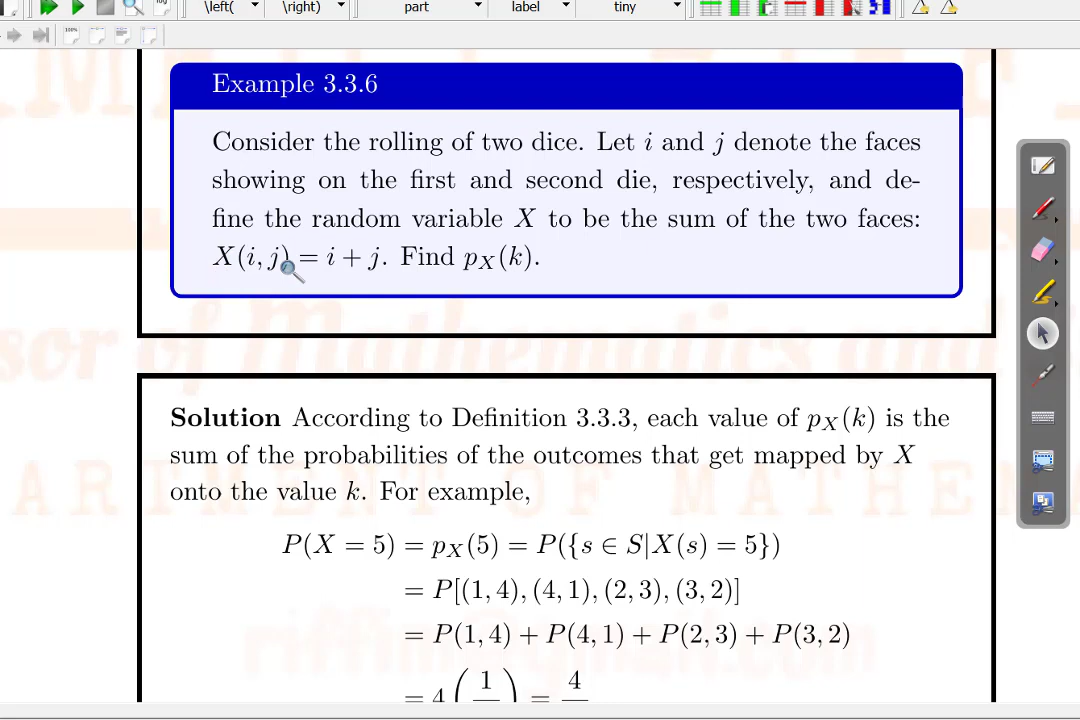 \left( \right) part label tiny
Example 3.3.6
Consider the rolling of two dice. Let i and j denote the faces
showing on the first and second die, respectively, and de-
fine the random variable X to be the sum of the two faces:
X(i, j) = i + j. Find p_X(k).
Solution According to Definition 3.3.3, each value of p_X(k) is the
sum of the probabilities of the outcomes that get mapped by X
onto the value k. For example,
P(X = 5) = p_X(5) = P({s ∈ S|X(s) = 5})
= P[(1, 4), (4, 1), (2, 3), (3, 2)]
= P(1, 4) + P(4, 1) + P(2, 3) + P(3, 2)
= 4 ( 1 ) = 4